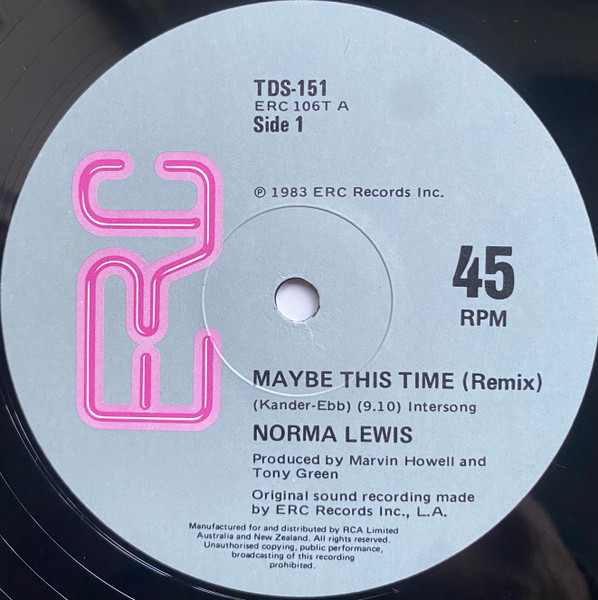 ERC
TDS-151
ERC 106T A
Side 1
℗ 1983 ERC Records Inc.
45
RPM
MAYBE THIS TIME (Remix)
(Kander-Ebb) (9.10) Intersong
NORMA LEWIS
Produced by Marvin Howell and
Tony Green
Original sound recording made
by ERC Records Inc., L.A.
Manufactured for and distributed by RCA Limited
Australia and New Zealand. All rights reserved.
Unauthorised copying, public performance,
broadcasting of this recording
prohibited.